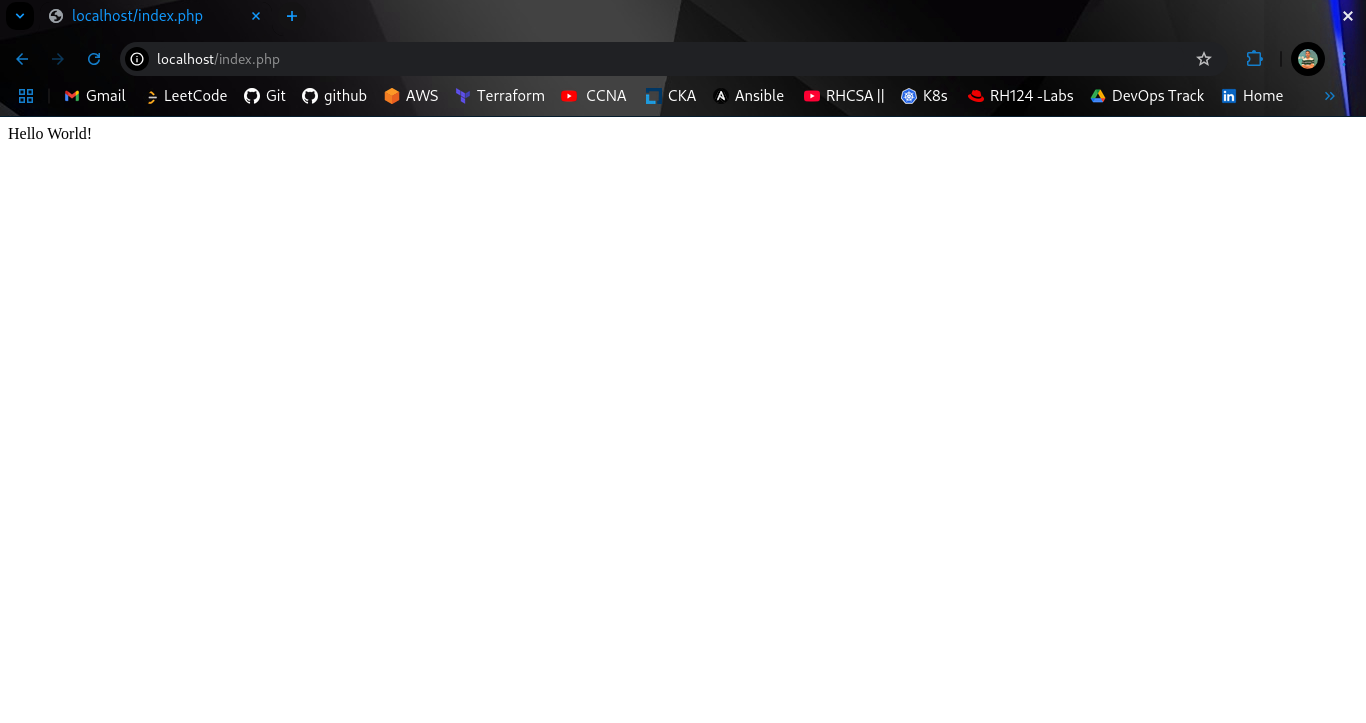 localhost/index.php
localhost/index.php
Gmail LeetCode Git github AWS Terraform CCNA CKA Ansible RHCSA || K8s RH124 -Labs DevOps Track Home
Hello World!